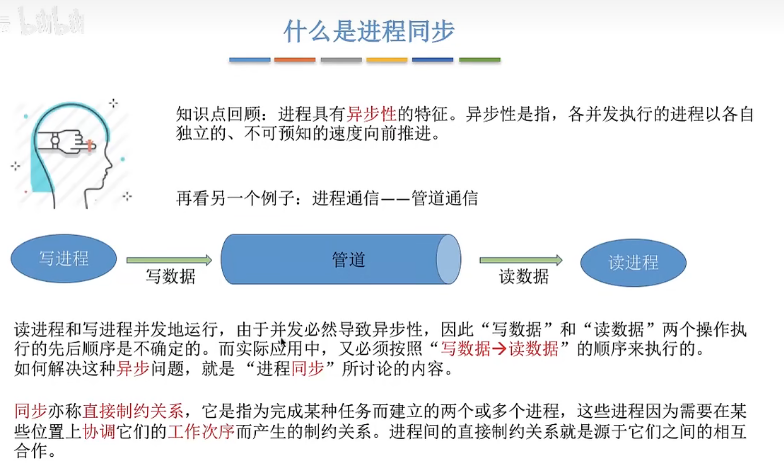 bilibili
什么是进程同步
知识点回顾：进程具有异步性的特征。异步性是指，各并发执行的进程以各自
独立的、不可预知的速度向前推进。
再看另一个例子：进程通信——管道通信
写进程
写数据
管道
读数据
读进程
读进程和写进程并发地运行，由于并发必然导致异步性，因此“写数据”和“读数据”两个操作执
行的先后顺序是不确定的。而实际应用中，又必须按照“写数据→读数据”的顺序来执行的。
如何解决这种异步问题，就是“进程同步”所讨论的内容。
同步亦称直接制约关系，它是指为完成某种任务而建立的两个或多个进程，这些进程因为需要在某
些位置上协调它们的工作次序而产生的制约关系。进程间的直接制约关系就是源于它们之间的相互
合作。